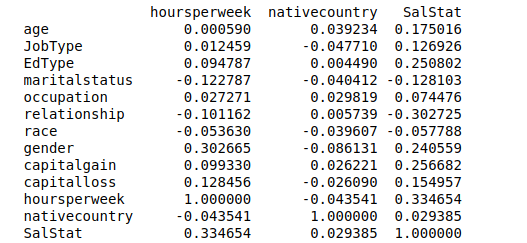 hoursperweek nativecountry SalStat
age 0.000590 0.039234 0.175016
JobType 0.012459 -0.047710 0.126926
EdType 0.094787 0.004490 0.250802
maritalstatus -0.122787 -0.040412 -0.128103
occupation 0.027271 0.029819 0.074476
relationship -0.101162 0.005739 -0.302725
race -0.053630 -0.039607 -0.057788
gender 0.302665 -0.086131 0.240559
capitalgain 0.099330 0.026221 0.256682
capitalloss 0.128456 -0.026090 0.154957
hoursperweek 1.000000 -0.043541 0.334654
nativecountry -0.043541 1.000000 0.029385
SalStat 0.334654 0.029385 1.000000